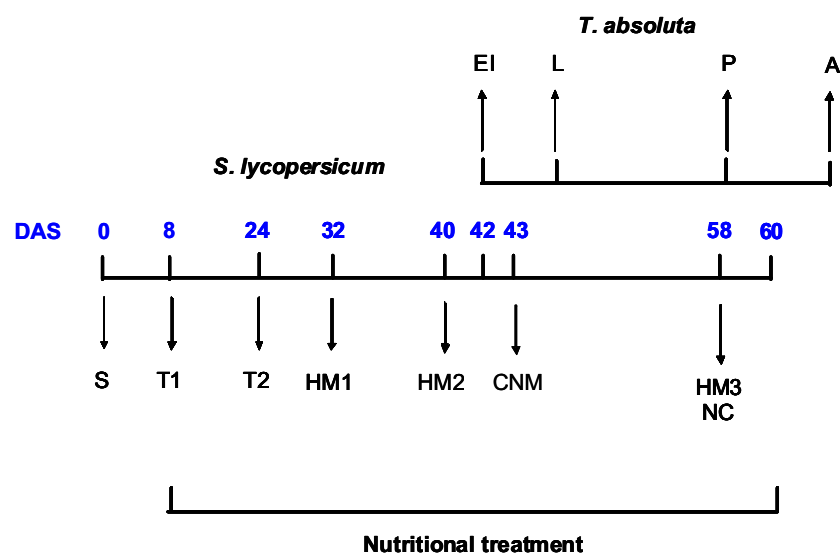 T. absoluta
EI L P A
S. lycopersicum
DAS 0 8 24 32 40 42 43 58 60
S T1 T2 HM1 HM2 CNM HM3
NC
Nutritional treatment